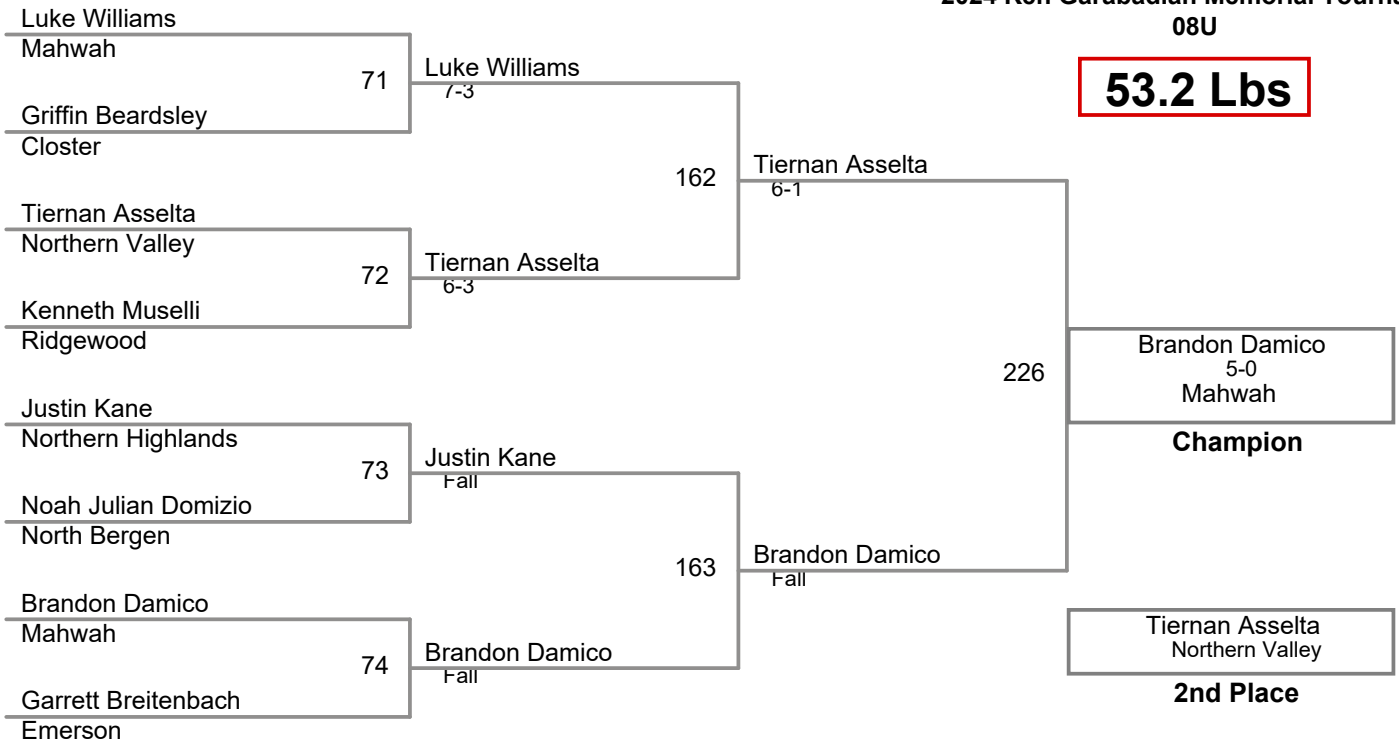 2024 Ken Garabadian Memorial
08U
53.2 Lbs
Luke Williams
Mahwah
71
Griffin Beardsley
Closter
Luke Williams
7-3
Tiernan Asselta
Northern Valley
72
Kenneth Muselli
Ridgewood
Tiernan Asselta
6-3
162
Tiernan Asselta
6-1
Justin Kane
Northern Highlands
73
Noah Julian Domizio
North Bergen
Justin Kane
Fall
Brandon Damico
Mahwah
74
Garrett Breitenbach
Emerson
Brandon Damico
Fall
163
Brandon Damico
Fall
226
Brandon Damico
5-0
Mahwah
Champion
Tiernan Asselta
Northern Valley
2nd Place